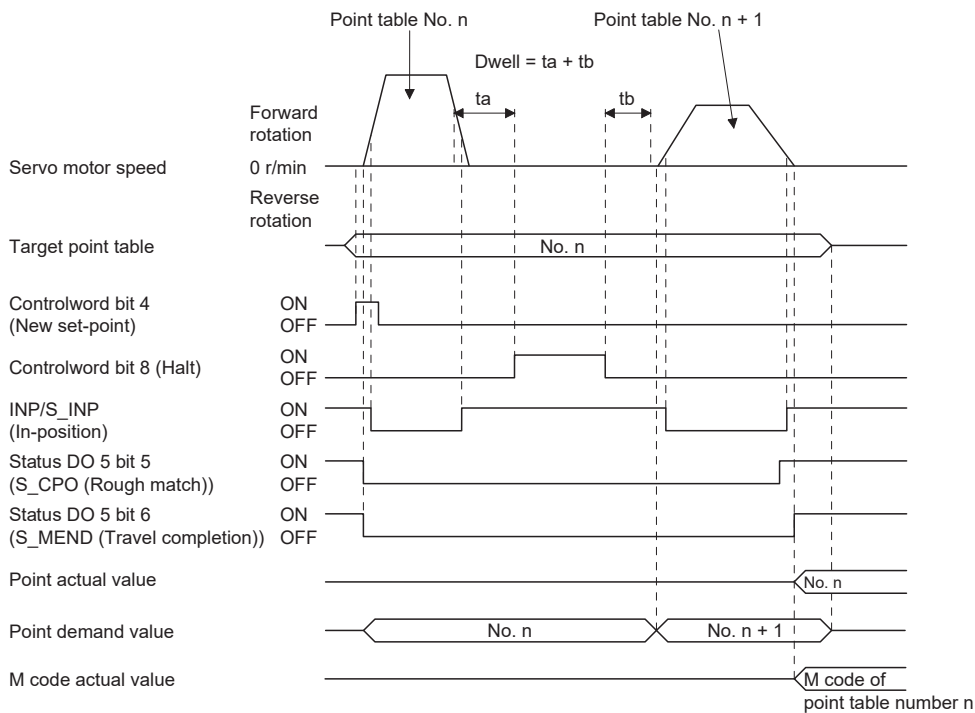 Point table No. n
Point table No. n + 1
Dwell = ta + tb
ta
tb
Forward
rotation
Servo motor speed
0 r/min
Reverse
rotation
Target point table
No. n
Controlword bit 4
(New set-point)
ON
OFF
Controlword bit 8 (Halt)
ON
OFF
INP/S_INP
(In-position)
ON
OFF
Status DO 5 bit 5
(S_CPO (Rough match))
ON
OFF
Status DO 5 bit 6
(S_MEND (Travel completion))
ON
OFF
Point actual value
No. n
Point demand value
No. n
No. n + 1
M code actual value
M code of
point table number n